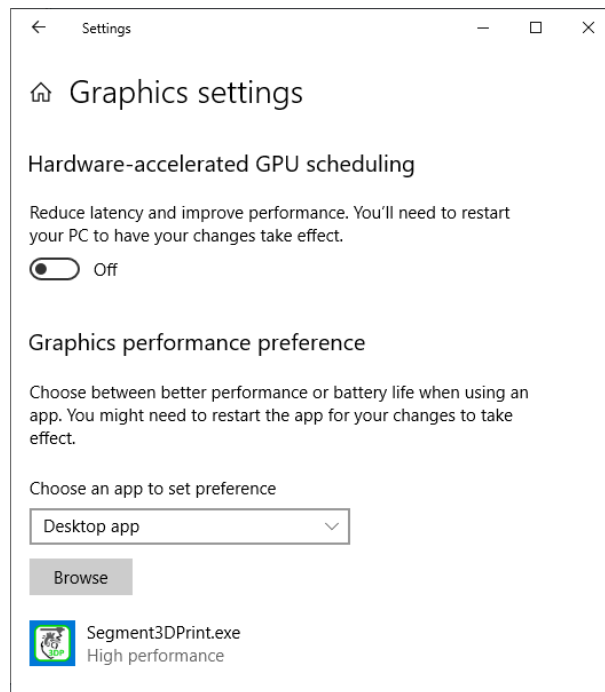 Settings
Graphics settings
Hardware-accelerated GPU scheduling
Reduce latency and improve performance. You'll need to restart
your PC to have your changes take effect.
Off
Graphics performance preference
Choose between better performance or battery life when using an
app. You might need to restart the app for your changes to take
effect.
Choose an app to set preference
Desktop app
Browse
Segment3DPrint.exe
3DP
High performance